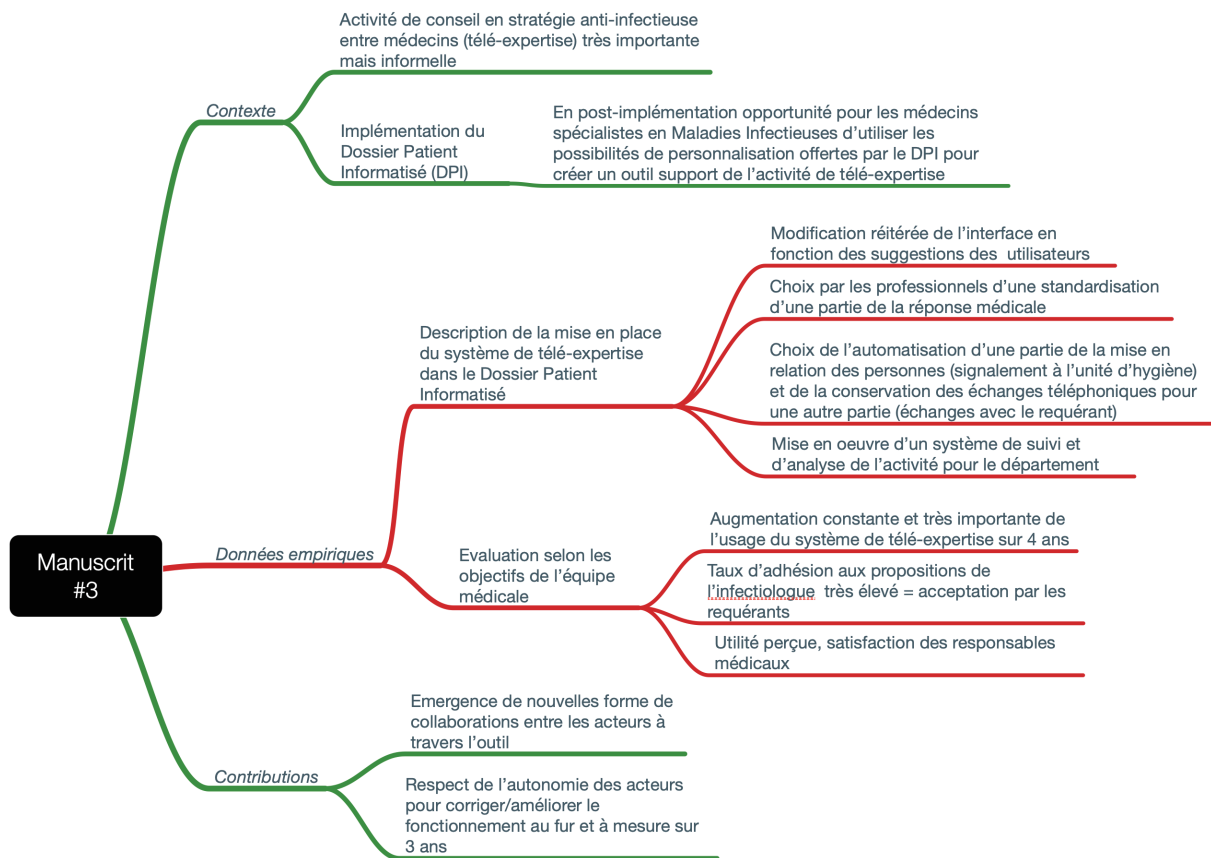 Activité de conseil en stratégie anti-infectieuse
entre médecins (télé-expertise) très importante
mais informelle
Contexte
Implémentation du
Dossier Patient
Informatisé (DPI)
En post-implémentation opportunité pour les médecins
spécialistes en Maladies Infectieuses d’utiliser les
possibilités de personnalisation offertes par le DPI pour
créer un outil support de l’activité de télé-expertise
Modification réitérée de l’interface en
fonction des suggestions des utilisateurs
Choix par les professionnels d’une standardisation
d’une partie de la réponse médicale
Description de la mise en place
du système de télé-expertise
dans le Dossier Patient
Informatisé
Choix de l’automatisation d’une partie de la mise en
relation des personnes (signalement à l’unité d’hygiène)
et de la conservation des échanges téléphoniques pour
une autre partie (échanges avec le requérant)
Mise en oeuvre d’un système de suivi et
d’analyse de l’activité pour le département
Manuscrit
#3
Données empiriques
Evaluation selon les
objectifs de l’équipe
médicale
Augmentation constante et très importante de
l’usage du système de télé-expertise sur 4 ans
Taux d’adhésion aux propositions de
l’infectiologue très élevé = acceptation par les
requérants
Utilité perçue, satisfaction des responsables
médicaux
Emergence de nouvelles forme de
collaborations entre les acteurs à
travers l’outil
Contributions
Respect de l’autonomie des acteurs
pour corriger/améliorer le
fonctionnement au fur et à mesure sur
3 ans